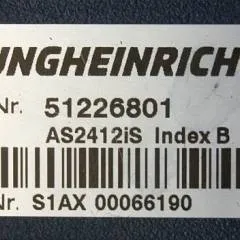 UNGHEINRICH
Nr. 51226801
AS2412iS Index B
Nr. S1AX 00066190